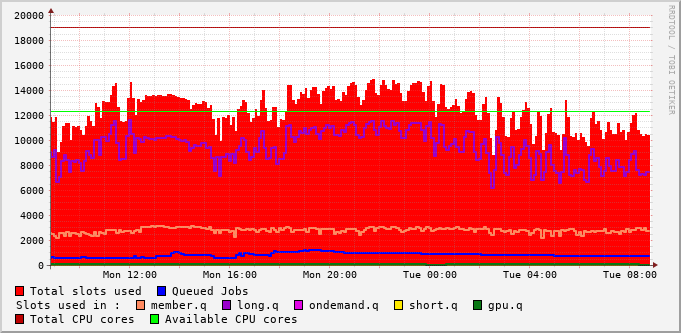 20000
18000
16000
14000
12000
10000
8000
6000
4000
2000
0
Mon 12:00 Mon 16:00 Mon 20:00 Tue 00:00 Tue 04:00 Tue 08:00
Total slots used Queued Jobs
Slots used in : member.q long.q ondemand.q short.q gpu.q
Total CPU cores Available CPU cores
RRDTOOL / TOBI OETIKER